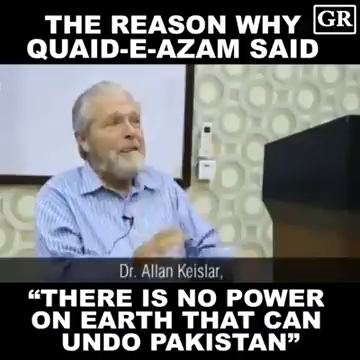 THE REASON WHY
GR
QUAID-E-AZAM SAID
Dr. Allan Keislar,
“THERE IS NO POWER
ON EARTH THAT CAN
UNDO PAKISTAN”